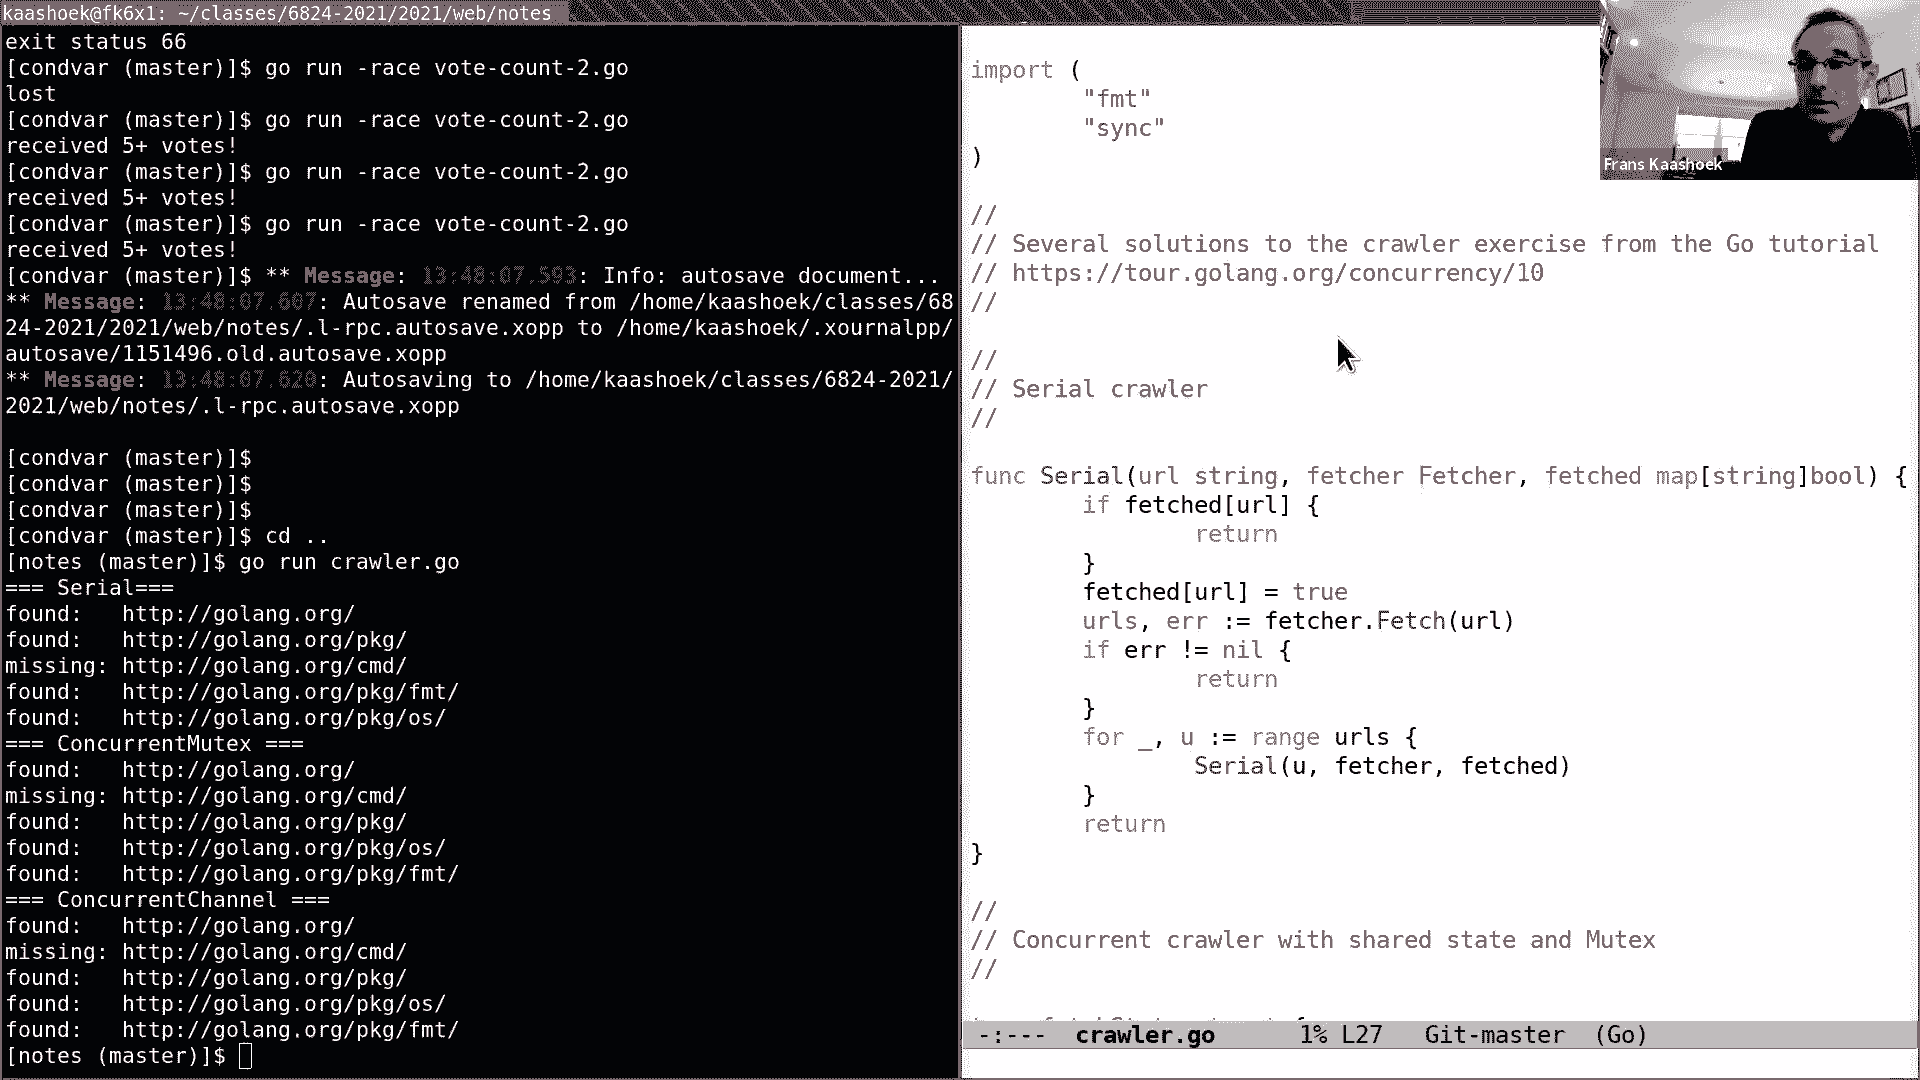 kaashoek@fk6x1: ~/classes/6824-2021/2021/web/notes
exit status 66
[condvar (master)]$ go run -race vote-count-2.go
lost
[condvar (master)]$ go run -race vote-count-2.go
received 5+ votes!
[condvar (master)]$ go run -race vote-count-2.go
received 5+ votes!
[condvar (master)]$ go run -race vote-count-2.go
received 5+ votes!
[condvar (master)]$ ** Message: 13:48:07.593: Info: autosave document...
** Message: 13:48:07.607: Autosave renamed from /home/kaashoek/classes/68
24-2021/2021/web/notes/.l-rpc.autosave.xopp to /home/kaashoek/.xournalpp/
autosave/1151496.old.autosave.xopp
** Message: 13:48:07.620: Autosaving to /home/kaashoek/classes/6824-2021/
2021/web/notes/.l-rpc.autosave.xopp
[condvar (master)]$
[condvar (master)]$
[condvar (master)]$
[condvar (master)]$ cd ..
[notes (master)]$ go run crawler.go
=== Serial===
found:   http://golang.org/
found:   http://golang.org/pkg/
missing: http://golang.org/cmd/
found:   http://golang.org/pkg/fmt/
found:   http://golang.org/pkg/os/
=== ConcurrentMutex ===
found:   http://golang.org/
missing: http://golang.org/cmd/
found:   http://golang.org/pkg/
found:   http://golang.org/pkg/os/
found:   http://golang.org/pkg/fmt/
=== ConcurrentChannel ===
found:   http://golang.org/
missing: http://golang.org/cmd/
found:   http://golang.org/pkg/
found:   http://golang.org/pkg/os/
found:   http://golang.org/pkg/fmt/
[notes (master)]$
import (
"fmt"
"sync"
)
//
// Several solutions to the crawler exercise from the Go tutorial
// https://tour.golang.org/concurrency/10
//
//
// Serial crawler
//
func Serial(url string, fetcher Fetcher, fetched map[string]bool) {
if fetched[url] {
return
}
fetched[url] = true
urls, err := fetcher.Fetch(url)
if err != nil {
return
}
for _, u := range urls {
Serial(u, fetcher, fetched)
}
return
}
//
// Concurrent crawler with shared state and Mutex
//
-:---  crawler.go      1% L27   Git-master  (Go)
Frans Kaashoek